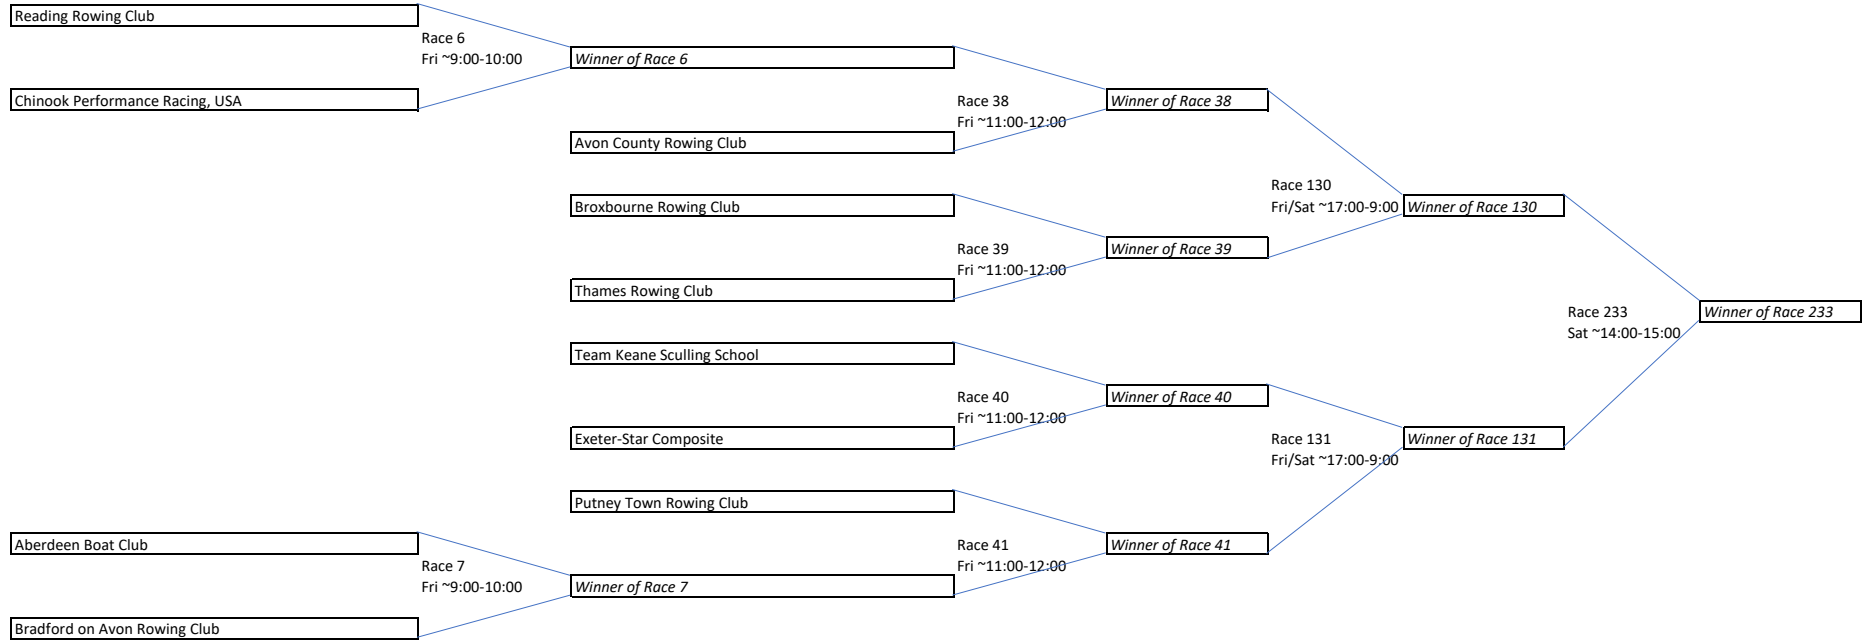 Reading Rowing Club
Race 6
Fri ~9:00-10:00
Winner of Race 6
Chinook Performance Racing, USA
Race 38
Fri ~11:00-12:00
Winner of Race 38
Avon County Rowing Club
Race 130
Fri/Sat ~17:00-9:00
Winner of Race 130
Broxbourne Rowing Club
Race 39
Fri ~11:00-12:00
Winner of Race 39
Thames Rowing Club
Race 233
Sat ~14:00-15:00
Winner of Race 233
Team Keane Sculling School
Race 40
Fri ~11:00-12:00
Winner of Race 40
Exeter-Star Composite
Race 131
Fri/Sat ~17:00-9:00
Winner of Race 131
Putney Town Rowing Club
Aberdeen Boat Club
Race 41
Fri ~11:00-12:00
Winner of Race 41
Race 7
Fri ~9:00-10:00
Winner of Race 7
Bradford on Avon Rowing Club